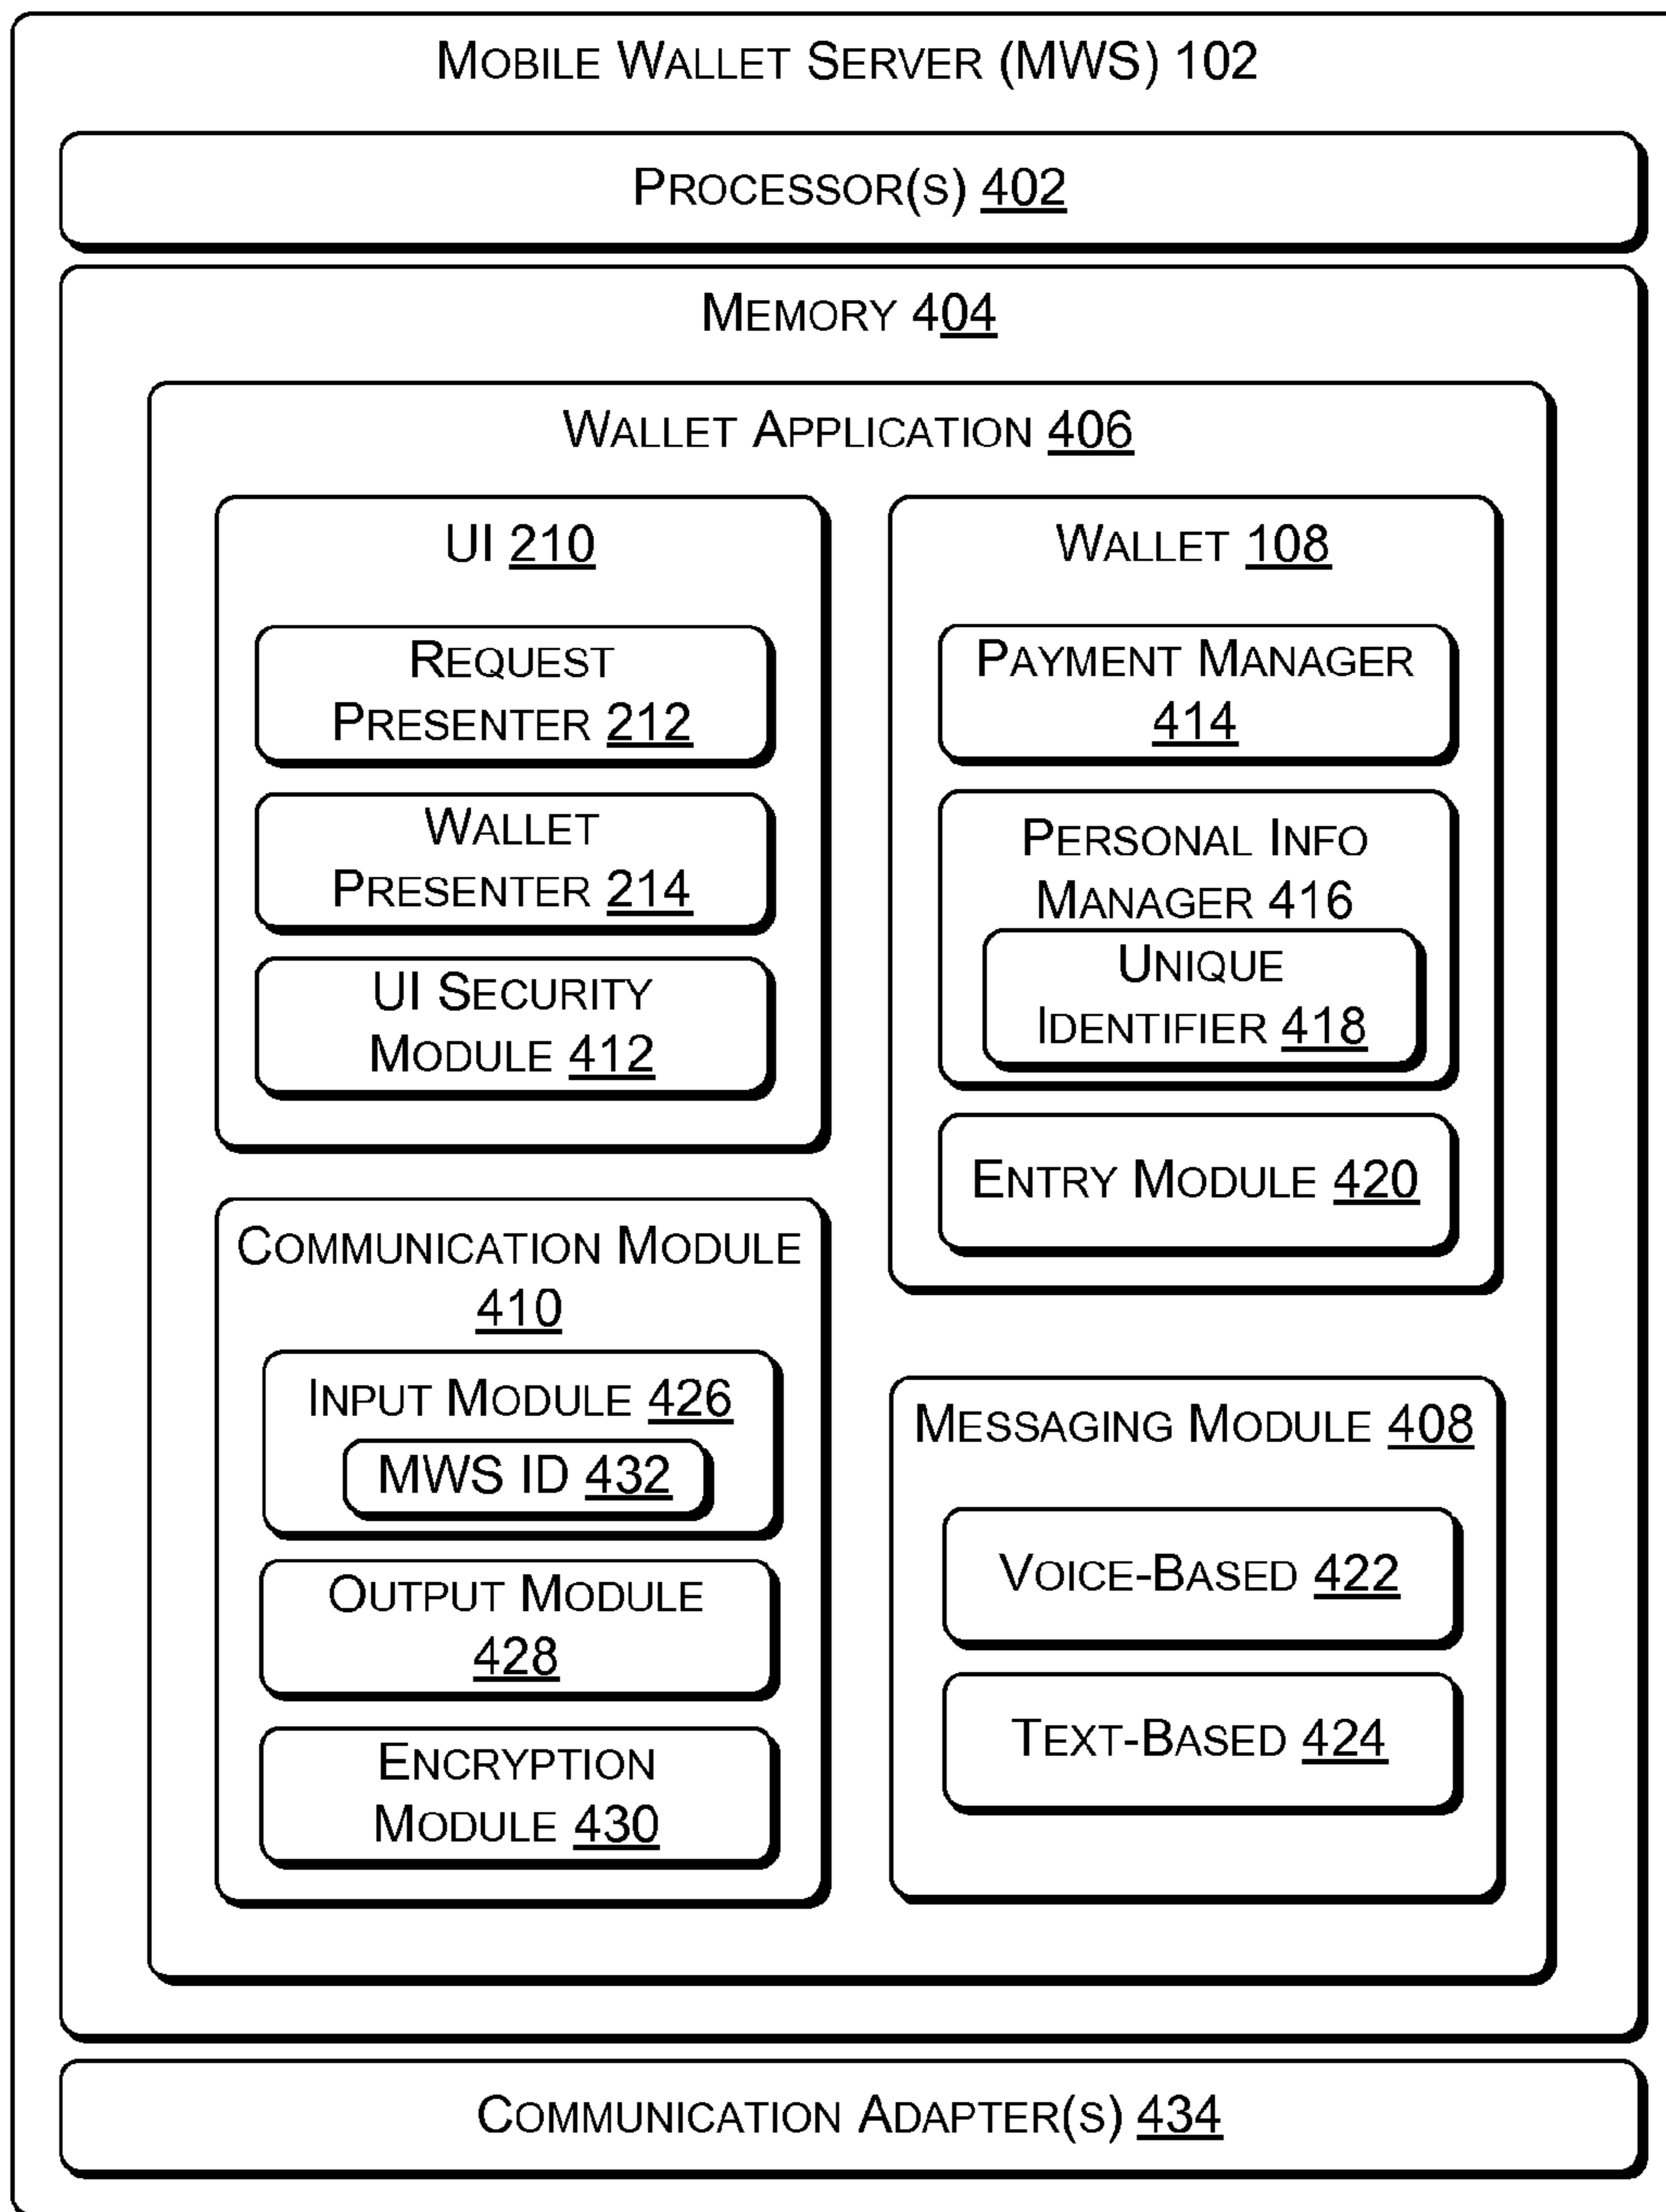 MOBILE WALLET SERVER (MWS) 102
PROCESSOR(S) 402
MEMORY 404
WALLET APPLICATION 406
UI 210
REQUEST
PRESENTER 212
WALLET
PRESENTER 214
UI SECURITY
MODULE 412
WALLET 108
PAYMENT MANAGER
414
PERSONAL INFO
MANAGER 416
UNIQUE
IDENTIFIER 418
ENTRY MODULE 420
COMMUNICATION MODULE
410
INPUT MODULE 426
MWS ID 432
OUTPUT MODULE
428
ENCRYPTION
MODULE 430
MESSAGING MODULE 408
VOICE-BASED 422
TEXT-BASED 424
COMMUNICATION ADAPTER(S) 434